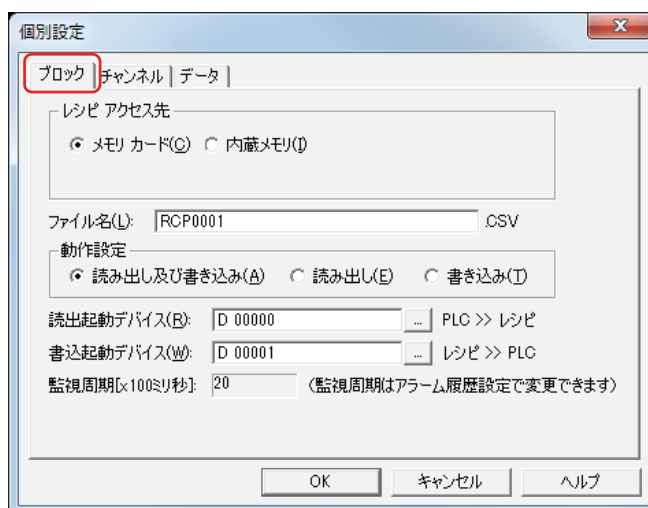 個別設定
x
ブロック チャンネル データ
レシピ アクセス先
メモリ カード(C) 内蔵メモリ(I)
ファイル名(L): RCP0001 .CSV
動作設定
読み出し及び書き込み(A) 読み出し(E) 書き込み(T)
読出起動デバイス(R): D 00000 ... PLC >> レシピ
書込起動デバイス(W): D 00001 ... レシピ >> PLC
監視周期[x100ミリ秒]: 20 (監視周期はアラーム履歴設定で変更できます)
OK キャンセル ヘルプ